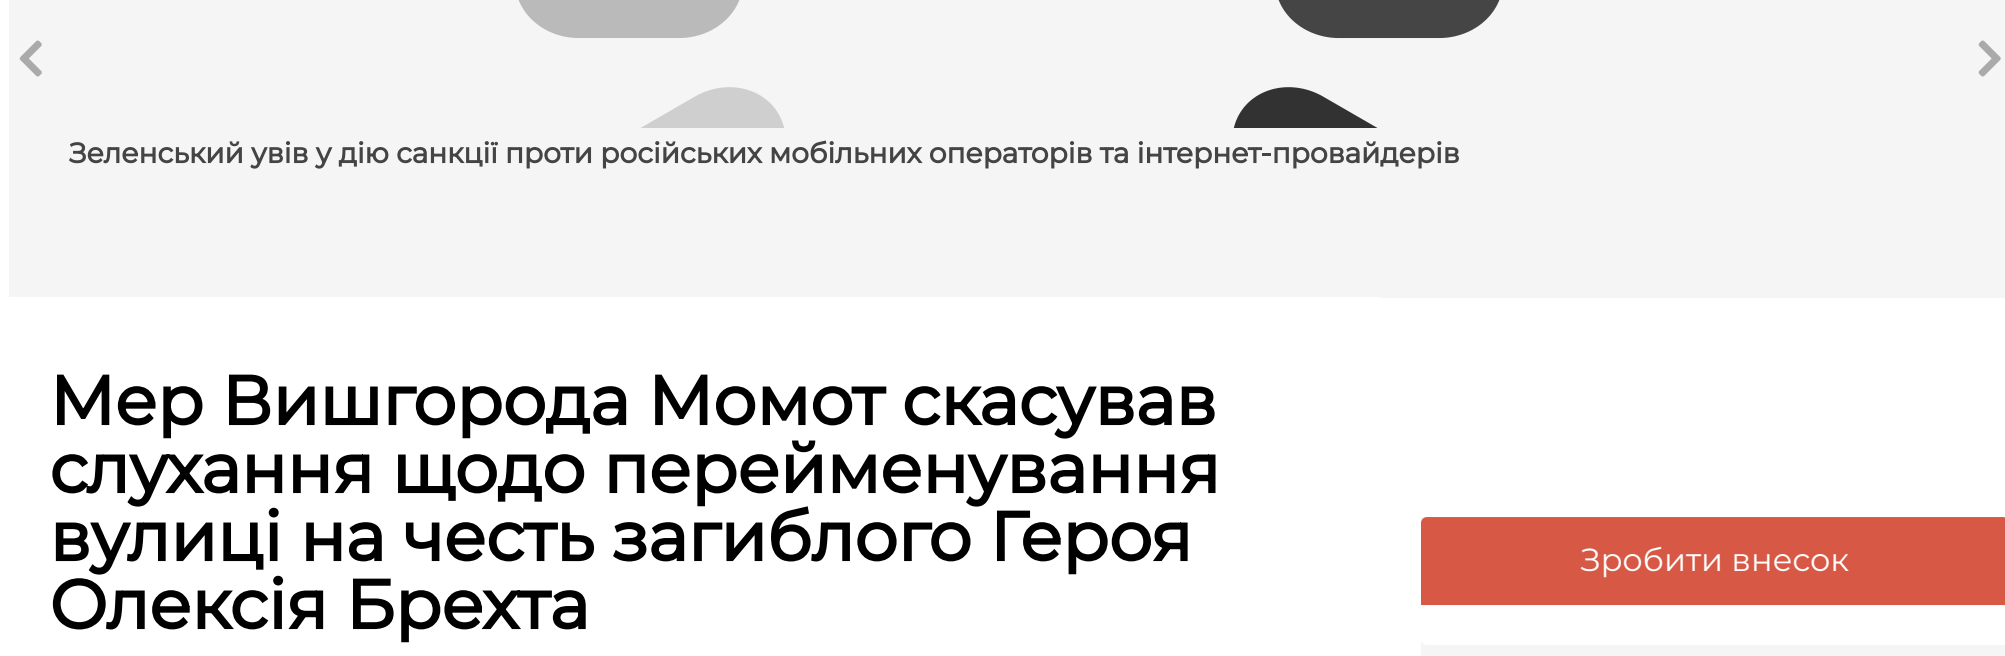 Зеленський увів у дію санкції проти російських мобільних операторів та інтернет-провайдерів
Мер Вишгорода Момот скасував
слухання щодо перейменування
вулиці на честь загиблого Героя
Олексія Брехта
Зробити внесок